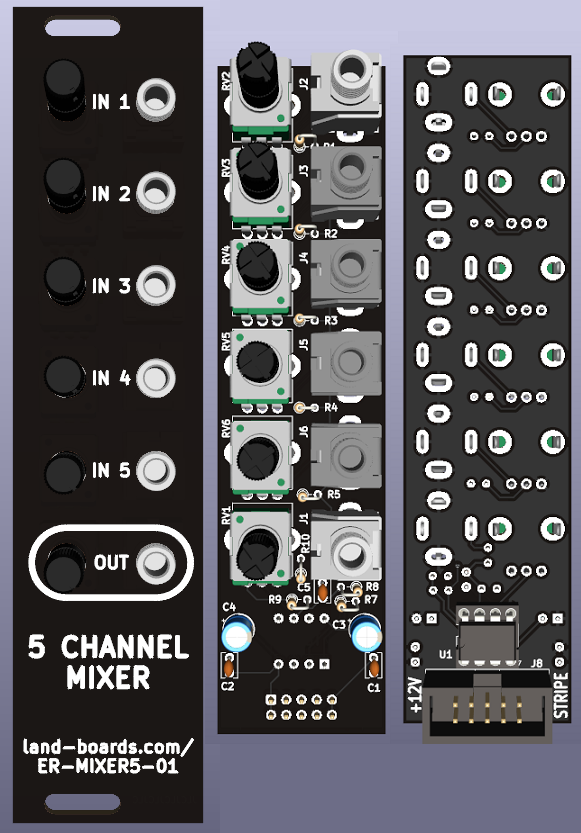 IN 1
IN 2
IN 3
IN 4
IN 5
OUT
5 CHANNEL
MIXER
land-boards.com/
ER-MIXER5-01
RV2
J2
RV3
J3
R2
RV4
J4
R3
RV5
J5
R4
RV6
J6
R5
RV1
J1
R10
C5
R8
R9
R7
C4
C3
C2
C1
U1
J8
+12V
STRIPE